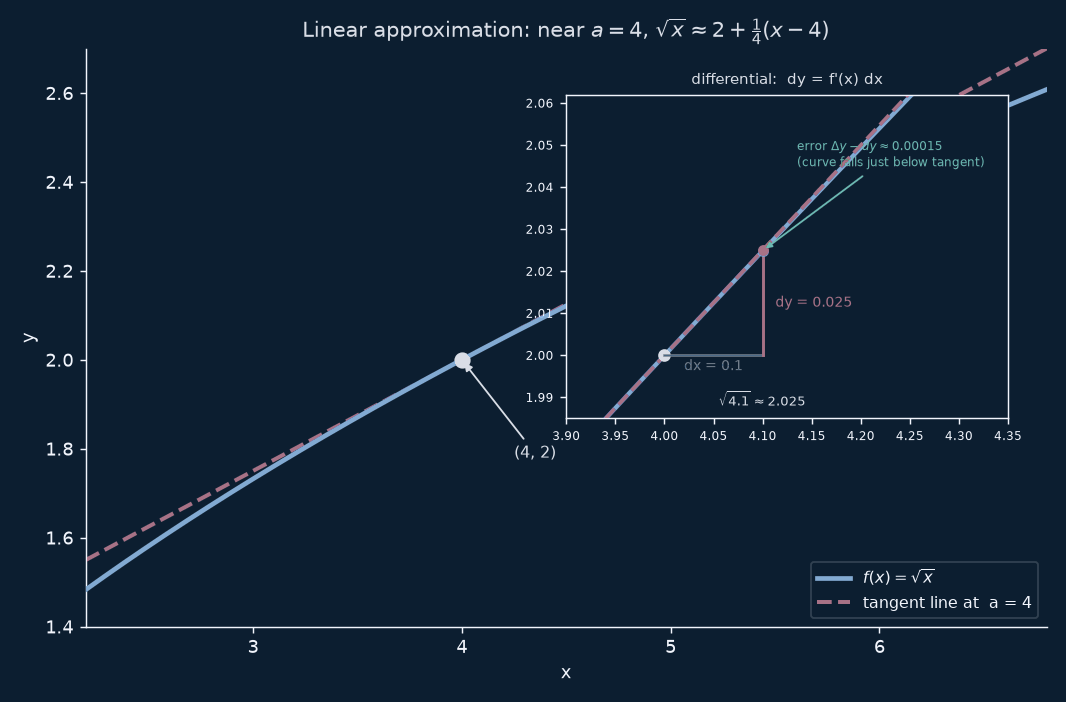 Linear approximation: near a = 4, √x ≈ 2 + 1/4(x − 4)
differential:  dy = f'(x) dx
2.06
2.05
2.04
2.03
2.02
2.01
2.00
1.99
error Δy − dy ≈ 0.00015
(curve falls just below tangent)
dy = 0.025
dx = 0.1
√4.1 ≈ 2.025
3.90 3.95 4.00 4.05 4.10 4.15 4.20 4.25 4.30 4.35
2.6
2.4
2.2
2.0
1.8
1.6
1.4
y
(4, 2)
f(x) = √x
tangent line at  a = 4
3 4 5 6
x